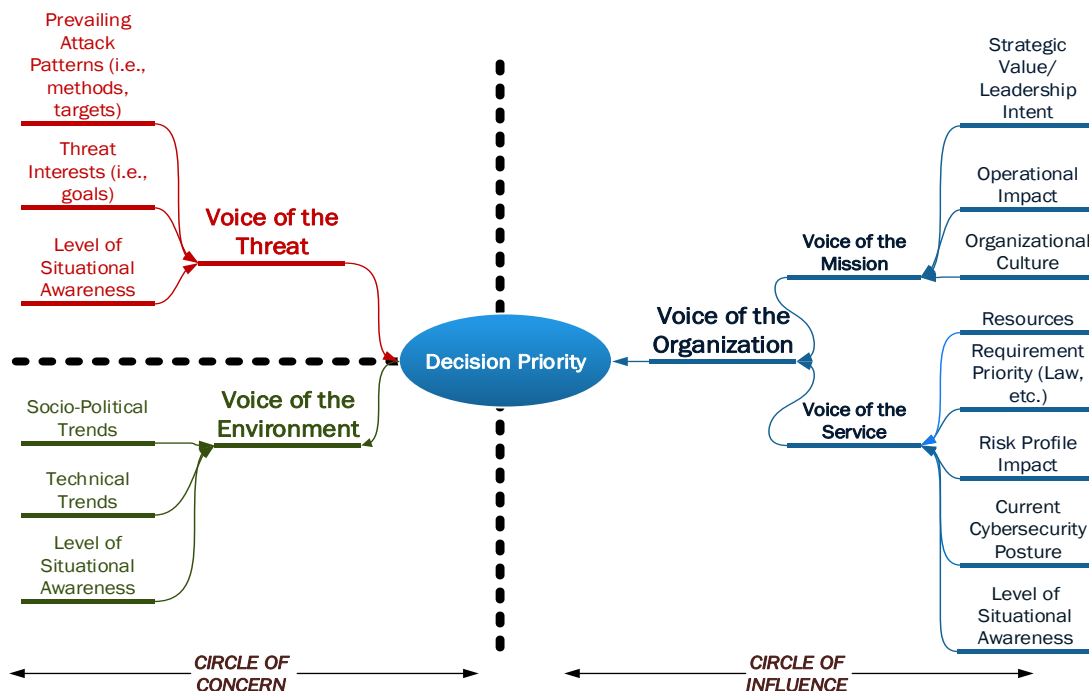 Prevailing
Attack
Patterns (i.e.,
methods,
targets)
Threat
Interests (i.e.,
goals)
Level of
Situational
Awareness
Voice of the
Threat
Socio-Political
Trends
Technical
Trends
Level of
Situational
Awareness
Voice of the
Environment
Decision Priority
Voice of the
Organization
Voice of the
Mission
Voice of the
Service
Strategic
Value/
Leadership
Intent
Operational
Impact
Organizational
Culture
Resources
Requirement
Priority (Law,
etc.)
Risk Profile
Impact
Current
Cybersecurity
Posture
Level of
Situational
Awareness
CIRCLE OF
CONCERN
CIRCLE OF
INFLUENCE